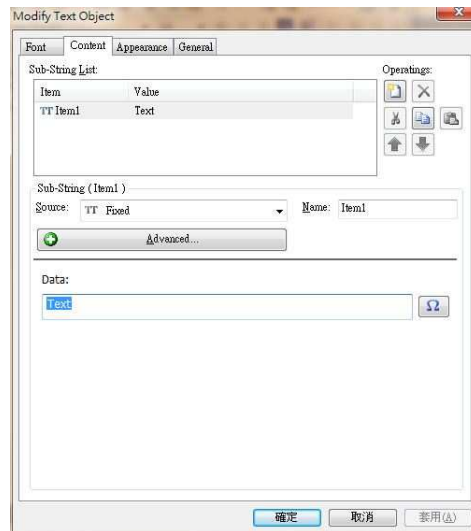 Modify Text Object
Font Content Appearance General
Sub-String List:
Operatings:
Item Value
TT Item1 Text
Sub-String ( Item1 )
Source: TT Fixed
Name: Item1
Advanced...
Data:
Text
Ω
確定 取消 套用(A)